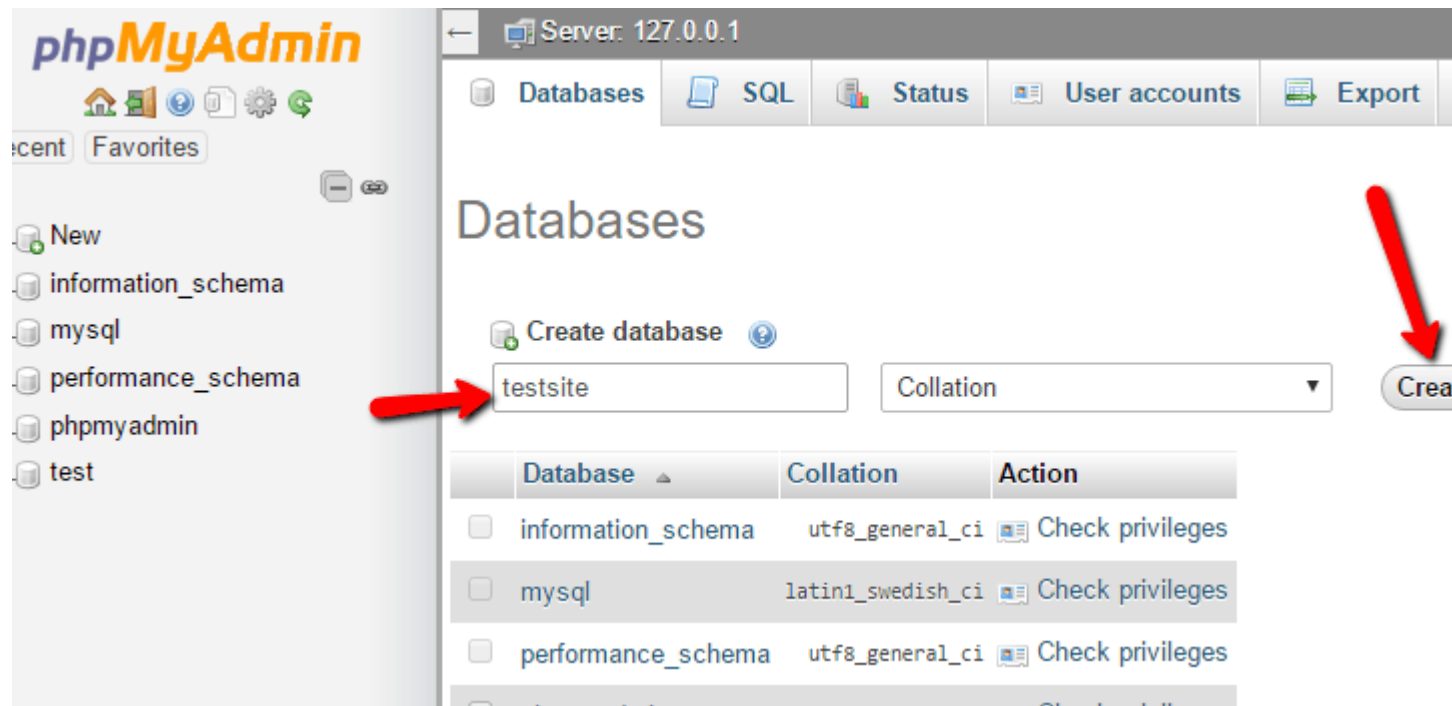 phpMyAdmin
Favorites
New
information_schema
mysql
performance_schema
phpmyadmin
test
Server: 127.0.0.1
Databases SQL Status User accounts Export
Databases
Create database
testsite Collation
Database Collation Action
information_schema utf8_general_ci Check privileges
mysql latin1_swedish_ci Check privileges
performance_schema utf8_general_ci Check privileges